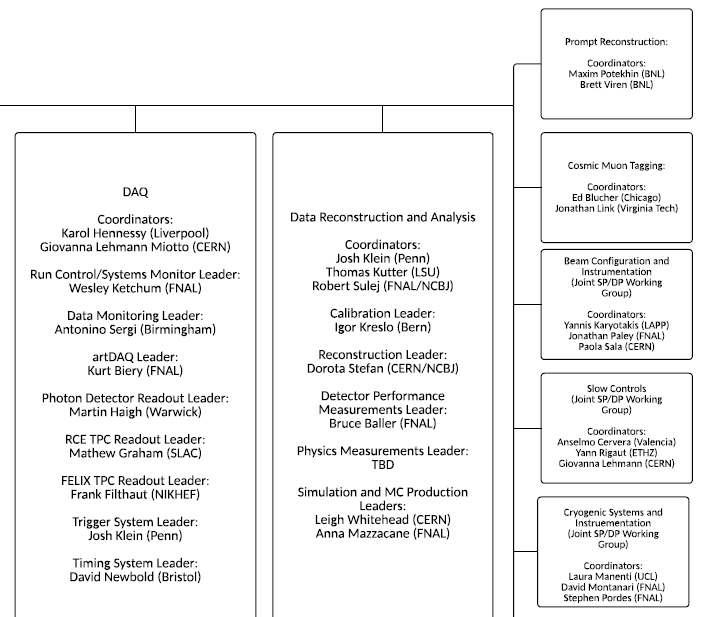 DAQ
Coordinators:
Karol Hennessy (Liverpool)
Giovanna Lehmann Miotto (CERN)
Run Control/Systems Monitor Leader:
Wesley Ketchum (FNAL)
Data Monitoring Leader:
Antonino Sergi (Birmingham)
artDAQ Leader:
Kurt Biery (FNAL)
Photon Detector Readout Leader:
Martin Haigh (Warwick)
RCE TPC Readout Leader:
Mathew Graham (SLAC)
FELIX TPC Readout Leader:
Frank Filthaut (NIKHEF)
Trigger System Leader:
Josh Klein (Penn)
Timing System Leader:
David Newbold (Bristol)
Data Reconstruction and Analysis
Coordinators:
Josh Klein (Penn)
Thomas Kutter (LSU)
Robert Sulej (FNAL/NCBJ)
Calibration Leader:
Igor Kreslo (Bern)
Reconstruction Leader:
Dorota Stefan (CERN/NCBJ)
Detector Performance
Measurements Leader:
Bruce Baller (FNAL)
Physics Measurements Leader:
TBD
Simulation and MC Production
Leaders:
Leigh Whitehead (CERN)
Anna Mazzacane (FNAL)
Prompt Reconstruction:
Coordinators:
Maxim Potekhin (BNL)
Brett Viren (BNL)
Cosmic Muon Tagging:
Coordinators:
Ed Blucher (Chicago)
Jonathan Link (Virginia Tech)
Beam Configuration and
Instrumentation
(Joint SP/DP Working
Group)
Coordinators:
Yannis Karyotakis (LAPP)
Jonathan Paley (FNAL)
Paola Sala (CERN)
Slow Controls
(Joint SP/DP Working
Group)
Coordinators:
Anselmo Cervera (Valencia)
Yann Rigaut (ETHZ)
Giovanna Lehmann (CERN)
Cryogenic Systems and
Instruementation
(Joint SP/DP Working
Group)
Coordinators:
Laura Manenti (UCL)
David Montanari (FNAL)
Stephen Pordes (FNAL)